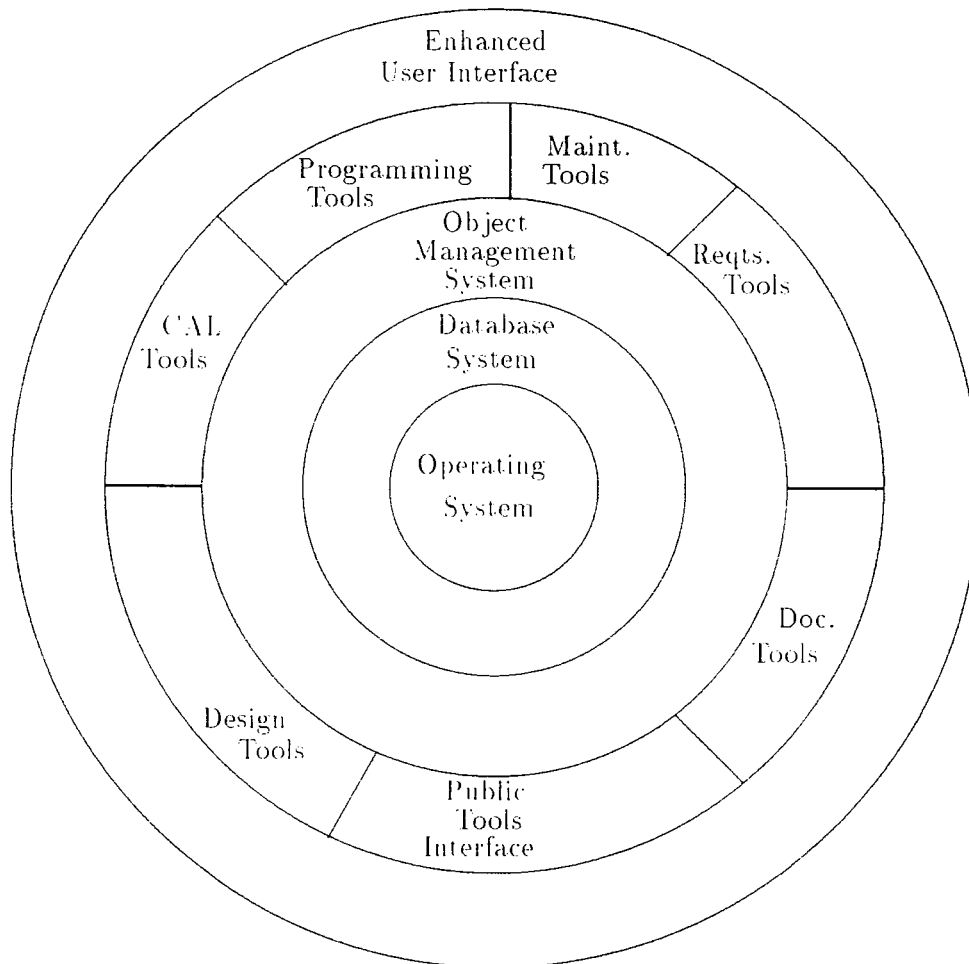 Enhanced
User Interface
Programming
Tools
Maint.
Tools
Object
Management
System
Reqts.
Tools
CAL
Tools
Database
System
Operating
System
Doc.
Tools
Design
Tools
Public
Tools
Interface